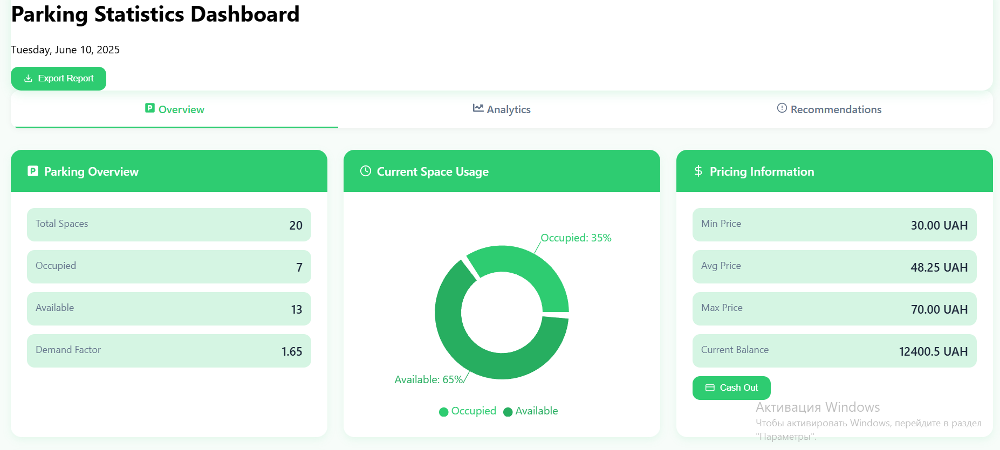 Parking Statistics Dashboard
Tuesday, June 10, 2025
Export Report
Overview
Analytics
Recommendations
Parking Overview
Total Spaces
20
Occupied
7
Available
13
Demand Factor
1.65
Current Space Usage
Occupied: 35%
Available: 65%
Occupied
Available
Pricing Information
Min Price
30.00 UAH
Avg Price
48.25 UAH
Max Price
70.00 UAH
Current Balance
12400.5 UAH
Cash Out
Активация Windows
Чтобы активировать Windows, перейдите в раздел
"Параметры".